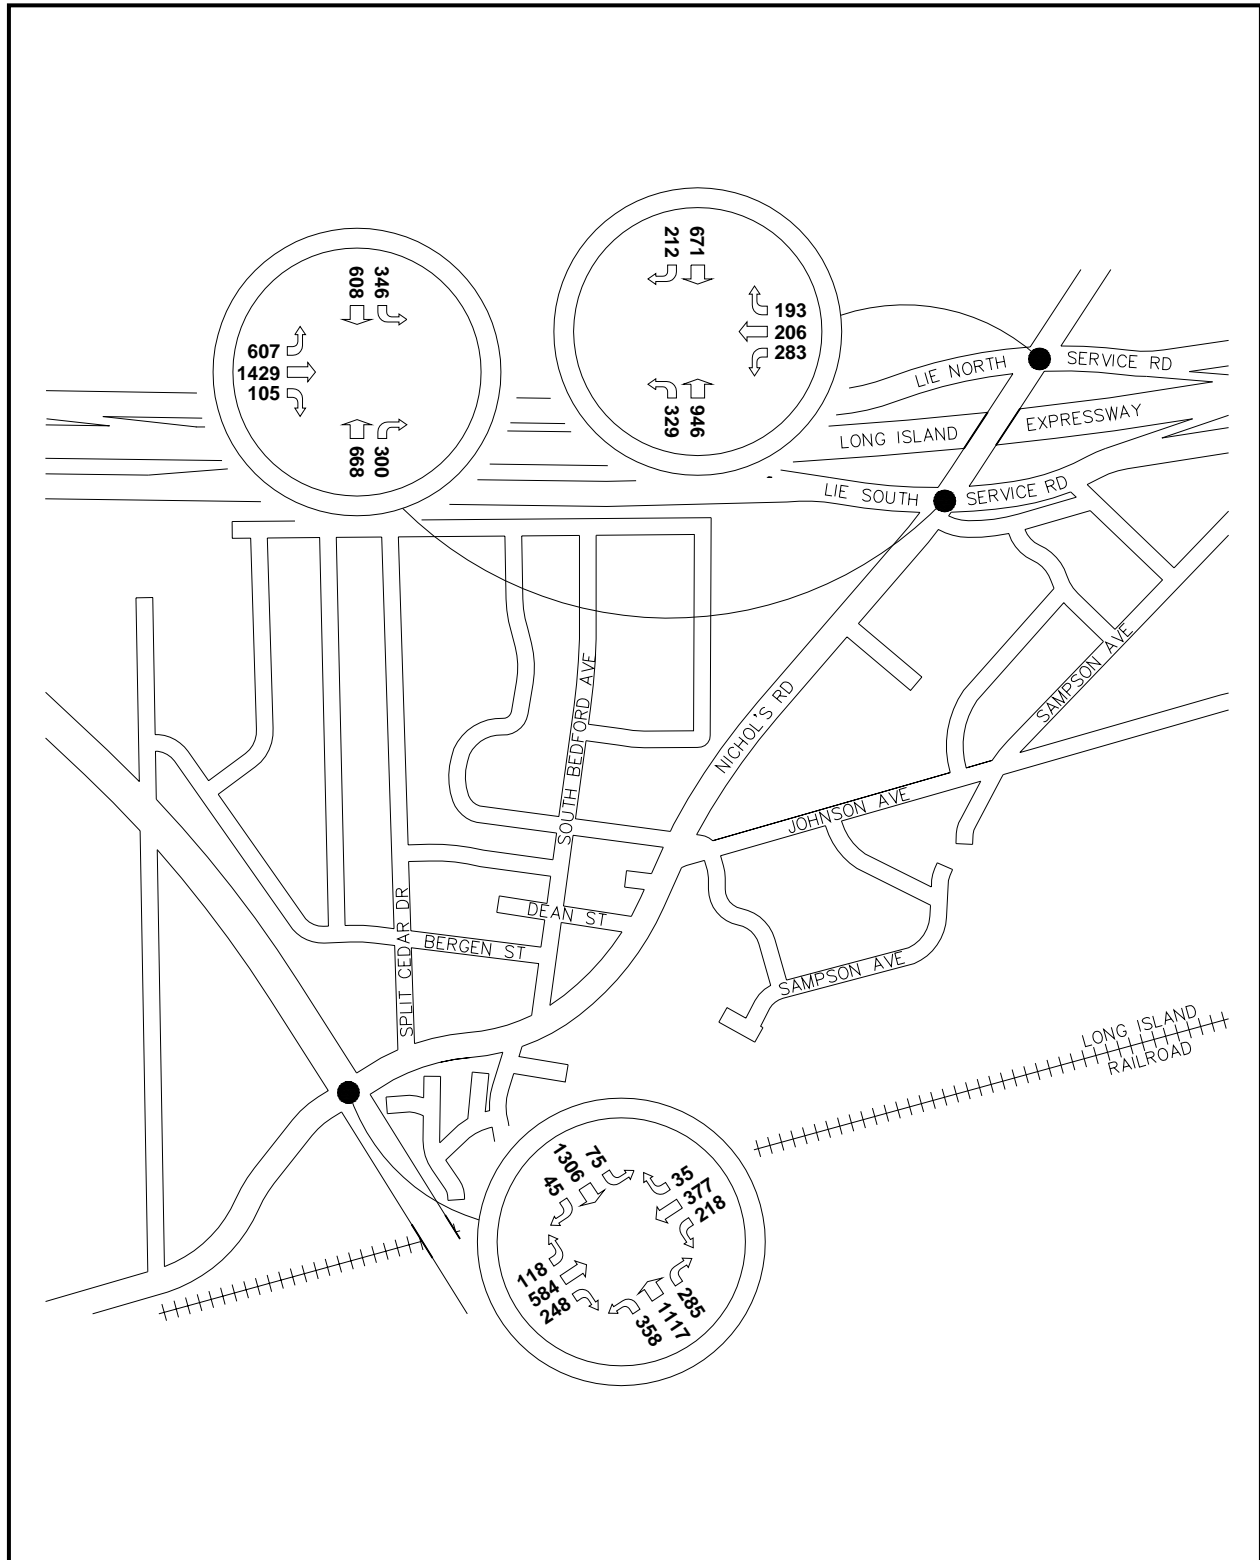 212
671
193
206
283
329
946
608
346
607
1429
105
668
300
LIE NORTH
SERVICE RD
LONG ISLAND
EXPRESSWAY
LIE SOUTH
SERVICE RD
SAMPSON AVE
SOUTH BEDFORD AVE
NICHOL'S RD
JOHNSON AVE
SPLIT CEDAR DR
DEAN ST
BERGEN ST
SAMPSON AVE
LONG ISLAND
RAILROAD
75
1306
45
35
377
218
118
584
248
285
1117
358